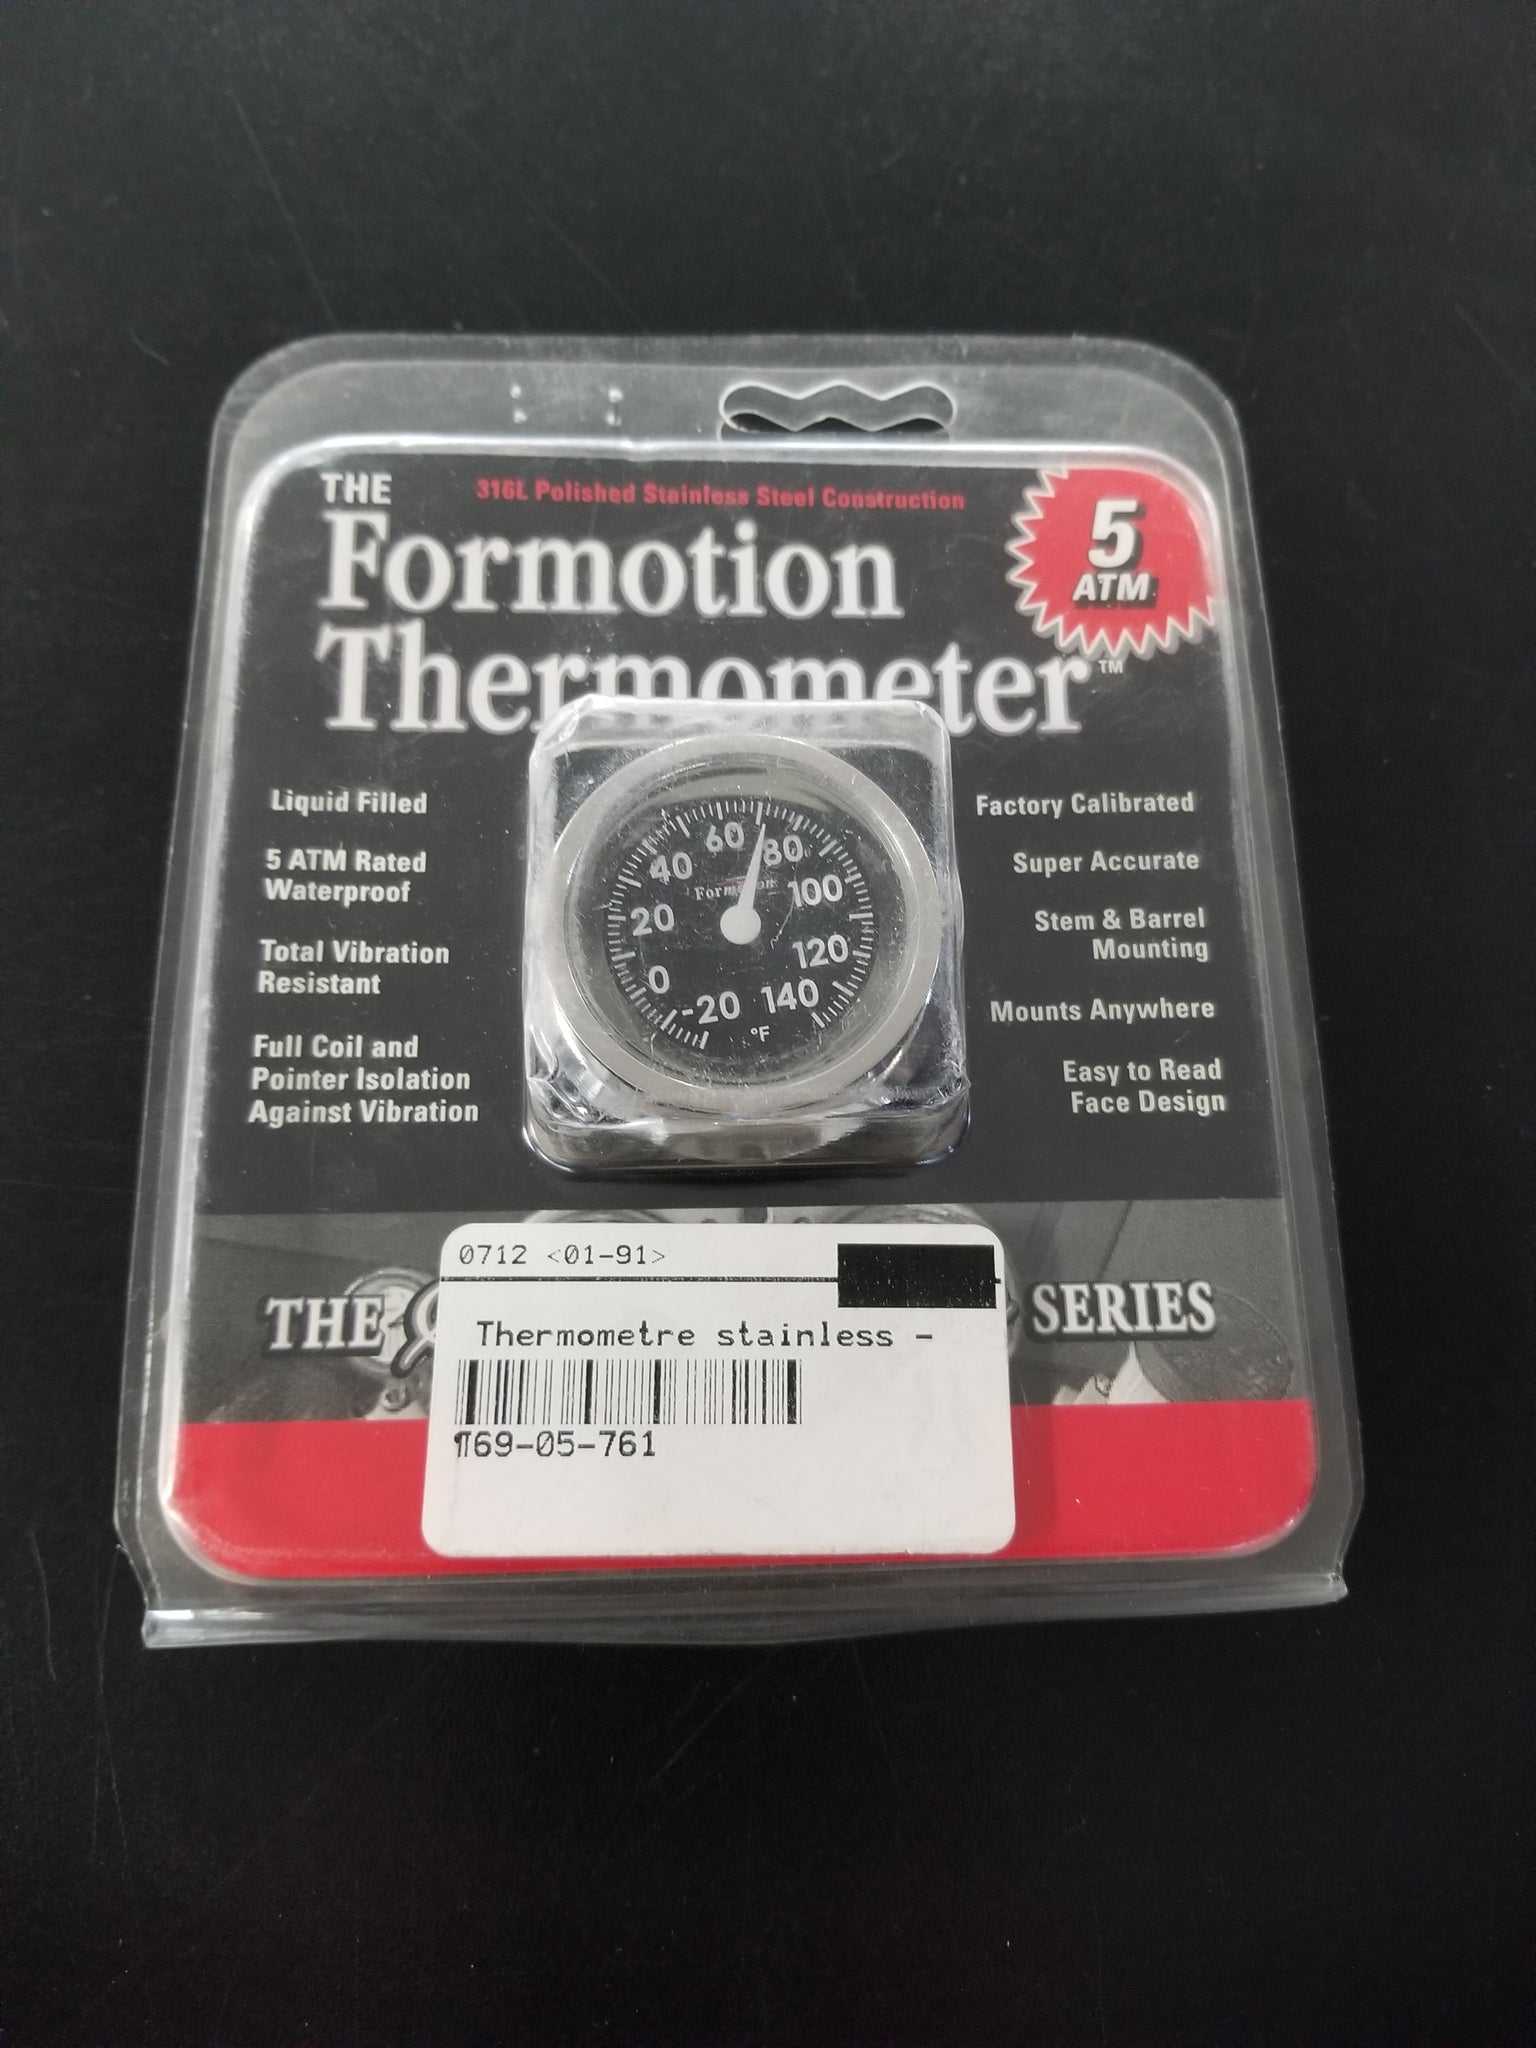 THE
316L Polished Stainless Steel Construction
5
ATM
Formotion
Thermometer™
Liquid Filled
5 ATM Rated
Waterproof
Total Vibration
Resistant
Full Coil and
Pointer Isolation
Against Vibration
Factory Calibrated
Super Accurate
Stem & Barrel
Mounting
Mounts Anywhere
Easy to Read
Face Design
-20
0
20
40
60
80
100
120
140
Formotion
°F
0712 <01-91>
THE
SERIES
Thermometre stainless -
¶69-05-761